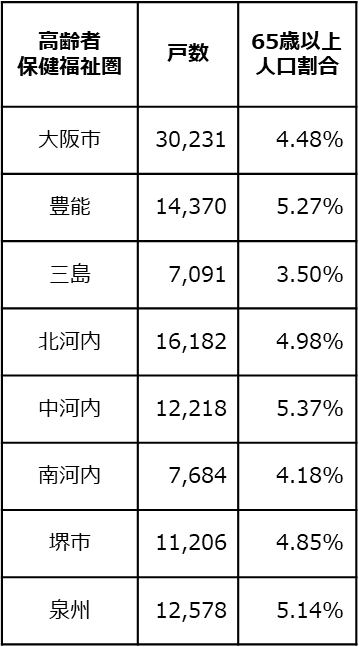 高齢者
保健福祉圏 戸数 65歳以上
人口割合
大阪市 30,231 4.48%
豊能 14,370 5.27%
三島 7,091 3.50%
北河内 16,182 4.98%
中河内 12,218 5.37%
南河内 7,684 4.18%
堺市 11,206 4.85%
泉州 12,578 5.14%